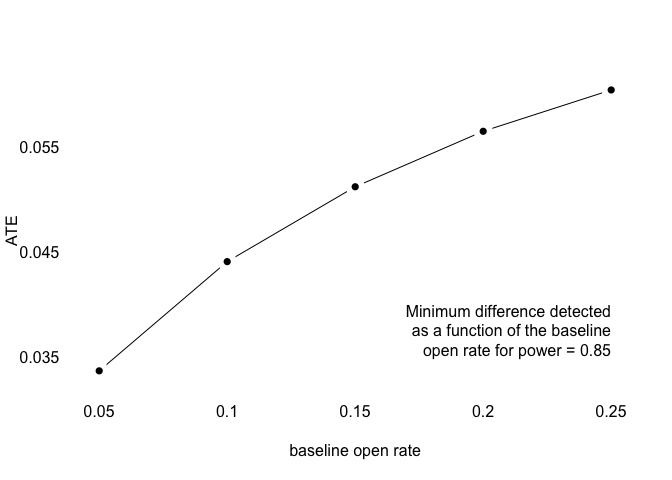 0.055
ATE
0.045
Minimum difference detected
as a function of the baseline
open rate for power = 0.85
0.035
0.05 0.1 0.15 0.2 0.25
baseline open rate